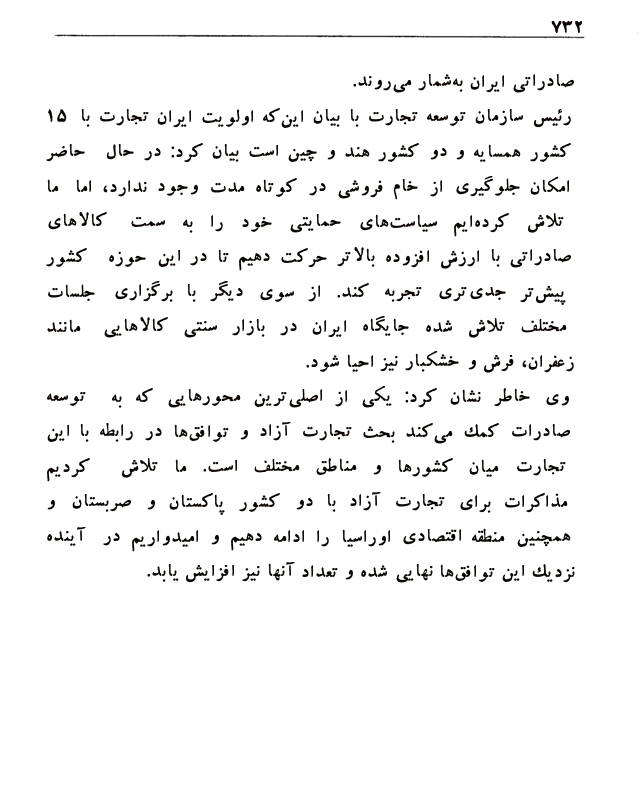 ۷۳۲
صادراتی ایران به‌شمار می‌روند.
رئیس سازمان توسعه تجارت با بیان این‌که اولویت ایران تجارت با ۱۵
کشور همسایه و دو کشور هند و چین است بیان کرد: در حال حاضر
امکان جلوگیری از خام فروشی در کوتاه مدت وجود ندارد، اما ما
تلاش کرده‌ایم سیاست‌های حمایتی خود را به سمت کالاهای
صادراتی با ارزش افزوده بالاتر حرکت دهیم تا در این حوزه کشور
پیش‌تر جدی‌تری تجربه کند. از سوی دیگر با برگزاری جلسات
مختلف تلاش شده جایگاه ایران در بازار سنتی کالاهایی مانند
زعفران، فرش و خشکبار نیز احیا شود.
وی خاطر نشان کرد: یکی از اصلی‌ترین محورهایی که به توسعه
صادرات کمك می‌کند بحث تجارت آزاد و توافق‌ها در رابطه با این
تجارت میان کشورها و مناطق مختلف است. ما تلاش کردیم
مذاکرات برای تجارت آزاد با دو کشور پاکستان و صربستان و
همچنین منطقه اقتصادی اوراسیا را ادامه دهیم و امیدواریم در آینده
نزدیك این توافق‌ها نهایی شده و تعداد آنها نیز افزایش یابد.